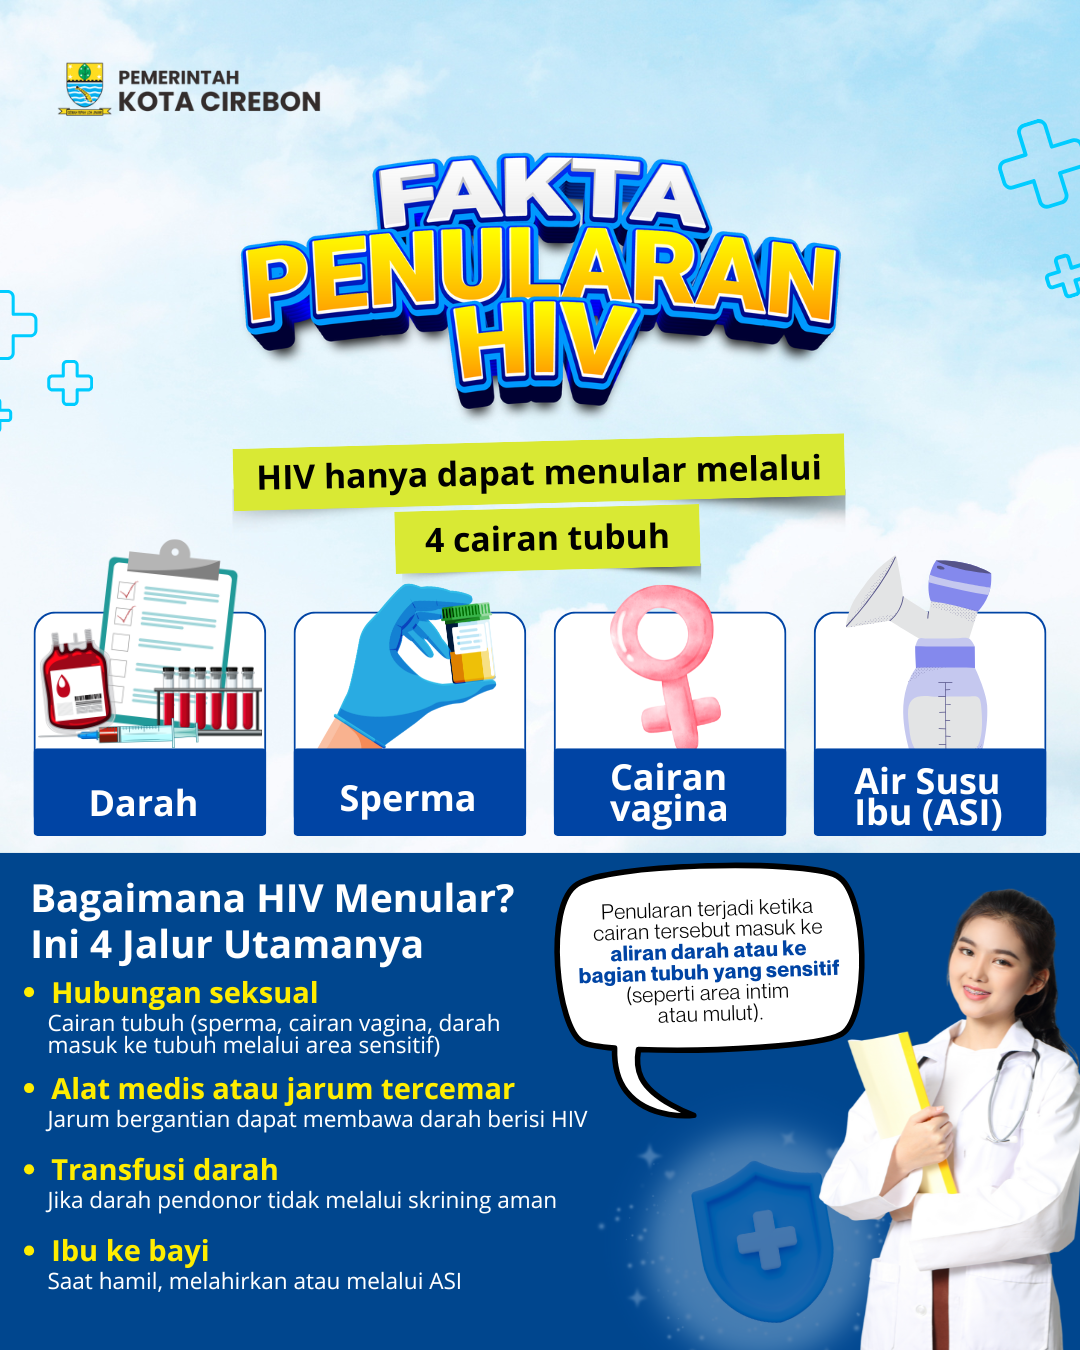 PEMERINTAH
KOTA CIREBON
FAKTA
PENULARAN
HIV
HIV hanya dapat menular melalui
4 cairan tubuh
Darah
Sperma
Cairan
vagina
Air Susu
Ibu (ASI)
Bagaimana HIV Menular?
Ini 4 Jalur Utamanya
• Hubungan seksual
Cairan tubuh (sperma, cairan vagina, darah
masuk ke tubuh melalui area sensitif)
• Alat medis atau jarum tercemar
Jarum bergantian dapat membawa darah berisi HIV
• Transfusi darah
Jika darah pendonor tidak melalui skrining aman
• Ibu ke bayi
Saat hamil, melahirkan atau melalui ASI
Penularan terjadi ketika
cairan tersebut masuk ke
aliran darah atau ke
bagian tubuh yang sensitif
(seperti area intim
atau mulut).